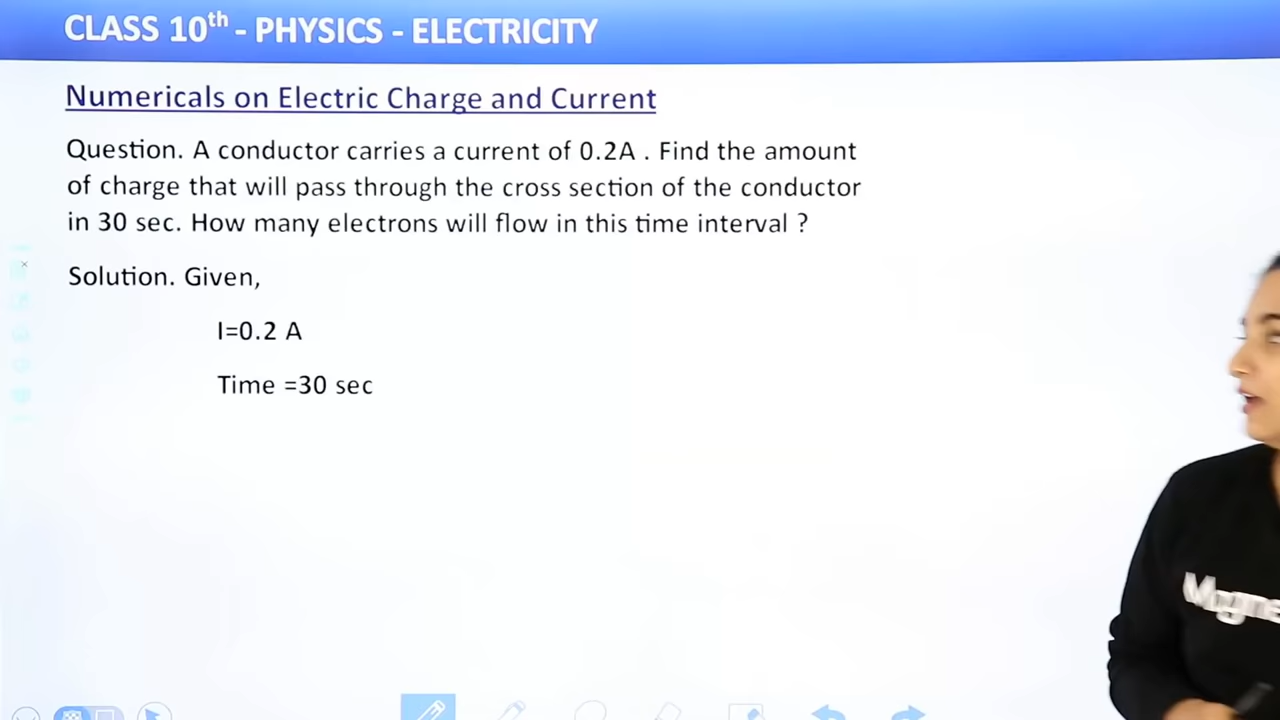 CLASS 10th - PHYSICS - ELECTRICITY
Numericals on Electric Charge and Current
Question. A conductor carries a current of 0.2A . Find the amount
of charge that will pass through the cross section of the conductor
in 30 sec. How many electrons will flow in this time interval ?
Solution. Given,
I=0.2 A
Time =30 sec